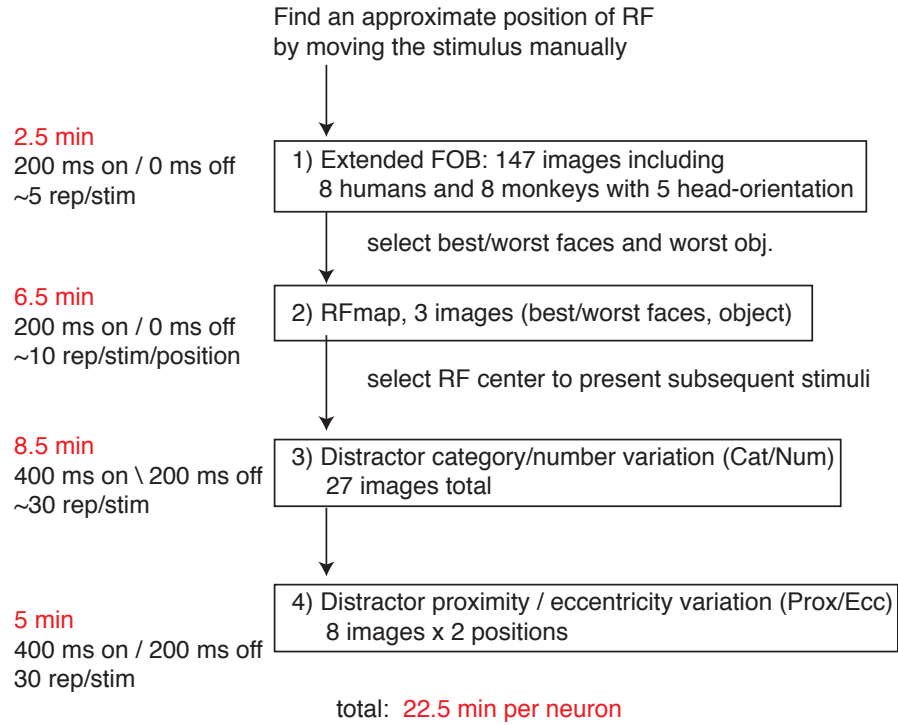 Find an approximate position of RF
by moving the stimulus manually
2.5 min
200 ms on / 0 ms off
~5 rep/stim
1) Extended FOB: 147 images including
8 humans and 8 monkeys with 5 head-orientation
select best/worst faces and worst obj.
6.5 min
200 ms on / 0 ms off
~10 rep/stim/position
2) RFmap, 3 images (best/worst faces, object)
select RF center to present subsequent stimuli
8.5 min
400 ms on \ 200 ms off
~30 rep/stim
3) Distractor category/number variation (Cat/Num)
27 images total
5 min
400 ms on / 200 ms off
30 rep/stim
4) Distractor proximity / eccentricity variation (Prox/Ecc)
8 images x 2 positions
total: 22.5 min per neuron